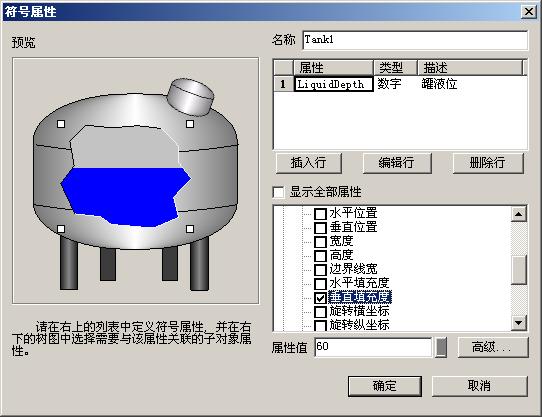 符号属性
预览
名称 Tank1
属性 类型 描述
1 LiquidDepth 数字 罐液位
插入行 编辑行 删除行
显示全部属性
水平位置
垂直位置
宽度
高度
边界线宽
水平填充度
垂直填充度
旋转横坐标
旋转纵坐标
请在右上的列表中定义符号属性，并在右
下的树图中选择需要与该属性关联的子对象属
性。
属性值 60 高级...
确定 取消